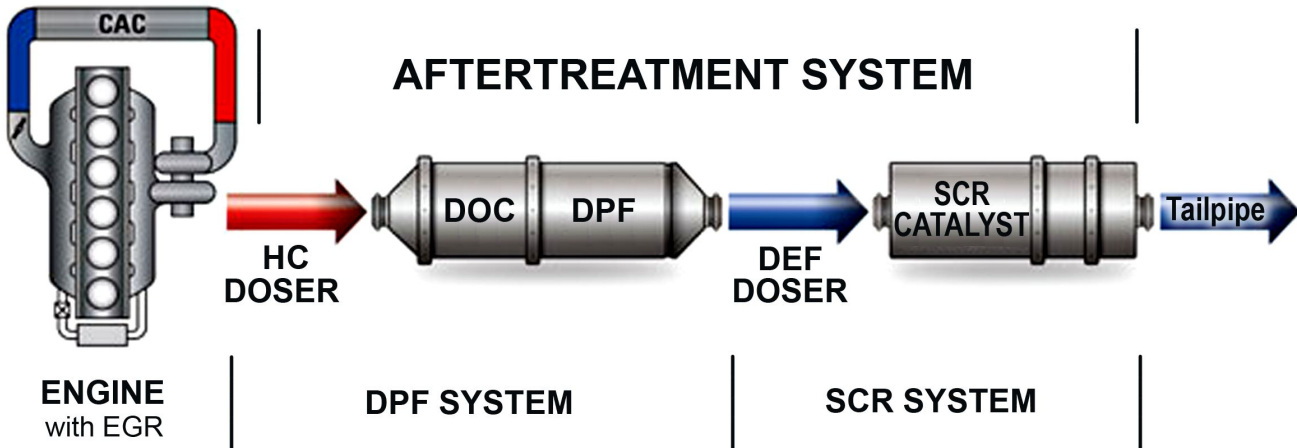 CAC
AFTERTREATMENT SYSTEM
DOC
DPF
SCR
CATALYST
Tailpipe
HC
DOSER
DEF
DOSER
ENGINE
with EGR
DPF SYSTEM
SCR SYSTEM